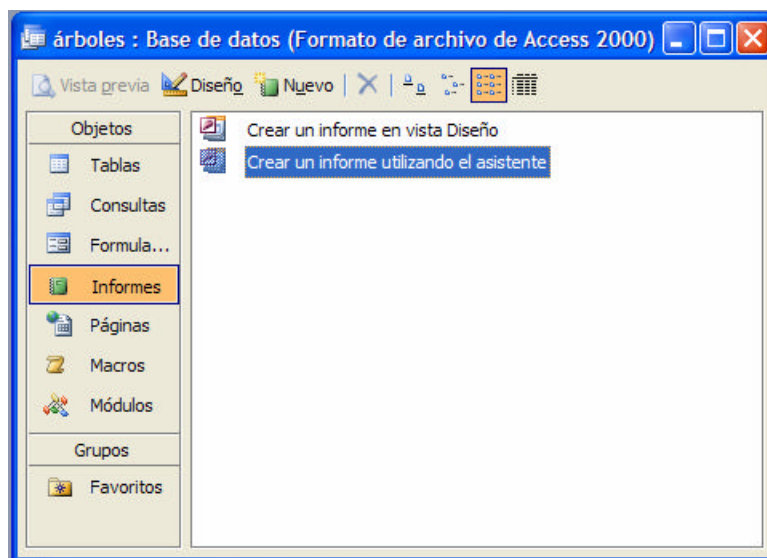 árboles : Base de datos (Formato de archivo de Access 2000)
Vista previa Diseño Nuevo
Objetos
Tablas
Consultas
Formula...
Informes
Páginas
Macros
Módulos
Grupos
Favoritos
Crear un informe en vista Diseño
Crear un informe utilizando el asistente